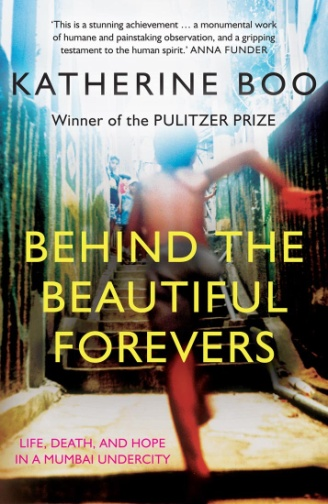 ‘This is a stunning achievement ... a monumental work
of humane and painstaking observation, and a gripping
testament to the human spirit.’ ANNA FUNDER
KATHERINE BOO
Winner of the PULITZER PRIZE
BEHIND THE
BEAUTIFUL
FOREVERS
LIFE, DEATH, AND HOPE
IN A MUMBAI UNDERCITY